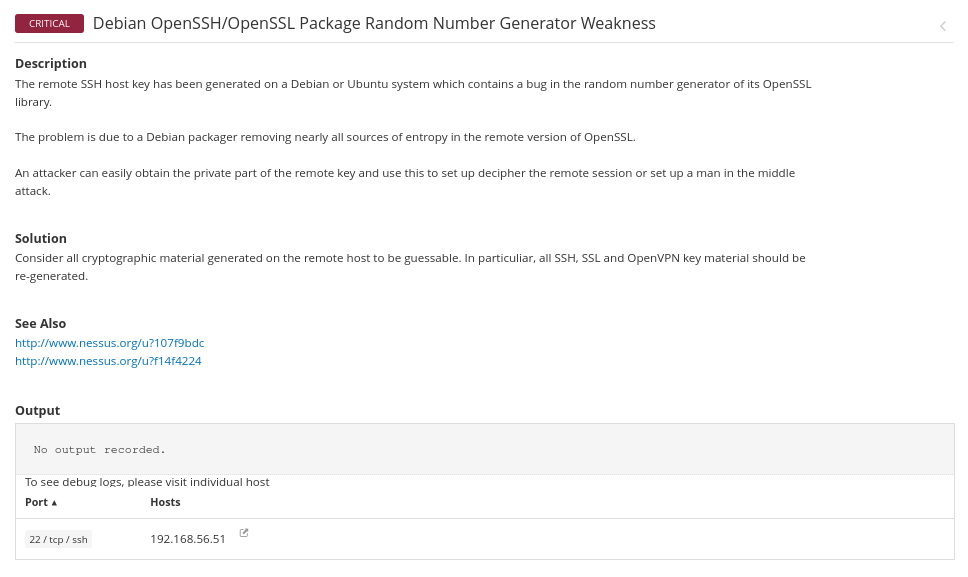 CRITICAL Debian OpenSSH/OpenSSL Package Random Number Generator Weakness
Description
The remote SSH host key has been generated on a Debian or Ubuntu system which contains a bug in the random number generator of its OpenSSL
library.
The problem is due to a Debian packager removing nearly all sources of entropy in the remote version of OpenSSL.
An attacker can easily obtain the private part of the remote key and use this to set up decipher the remote session or set up a man in the middle
attack.
Solution
Consider all cryptographic material generated on the remote host to be guessable. In particuliar, all SSH, SSL and OpenVPN key material should be
re-generated.
See Also
http://www.nessus.org/u?107f9bdc
http://www.nessus.org/u?f14f4224
Output
No output recorded.
To see debug logs, please visit individual host
Port ▲ Hosts
22 / tcp / ssh 192.168.56.51